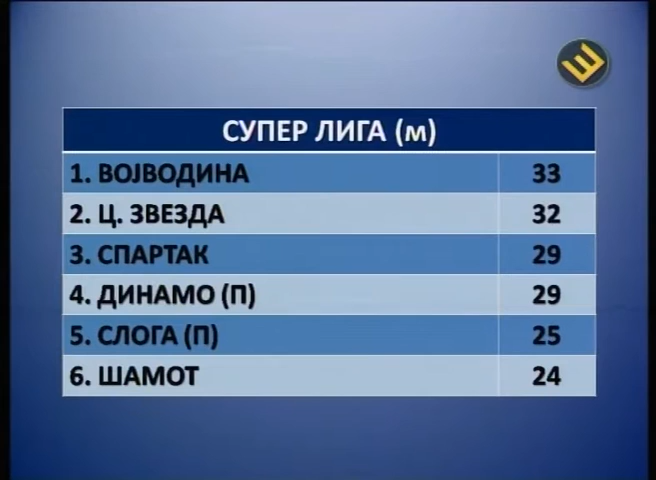 СУПЕР ЛИГА (м)
1. ВОЈВОДИНА 33
2. Ц. ЗВЕЗДА 32
3. СПАРТАК 29
4. ДИНАМО (П) 29
5. СЛОГА (П) 25
6. ШАМОТ 24